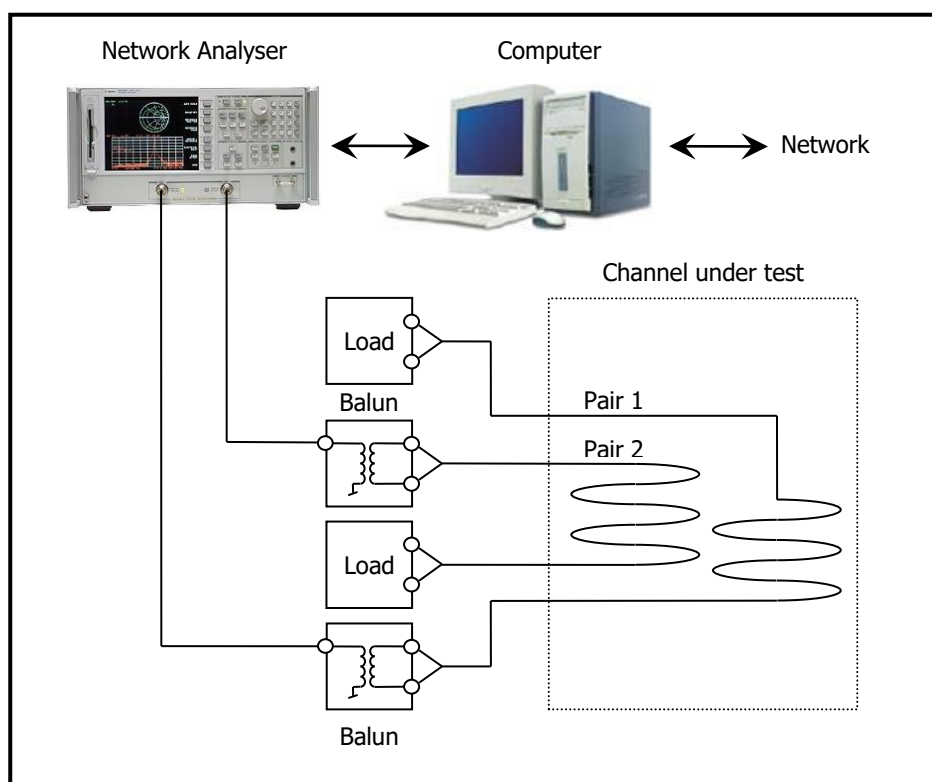 Network Analyser
Computer
Network
Channel under test
Load
Balun
Pair 1
Pair 2
Load
Balun